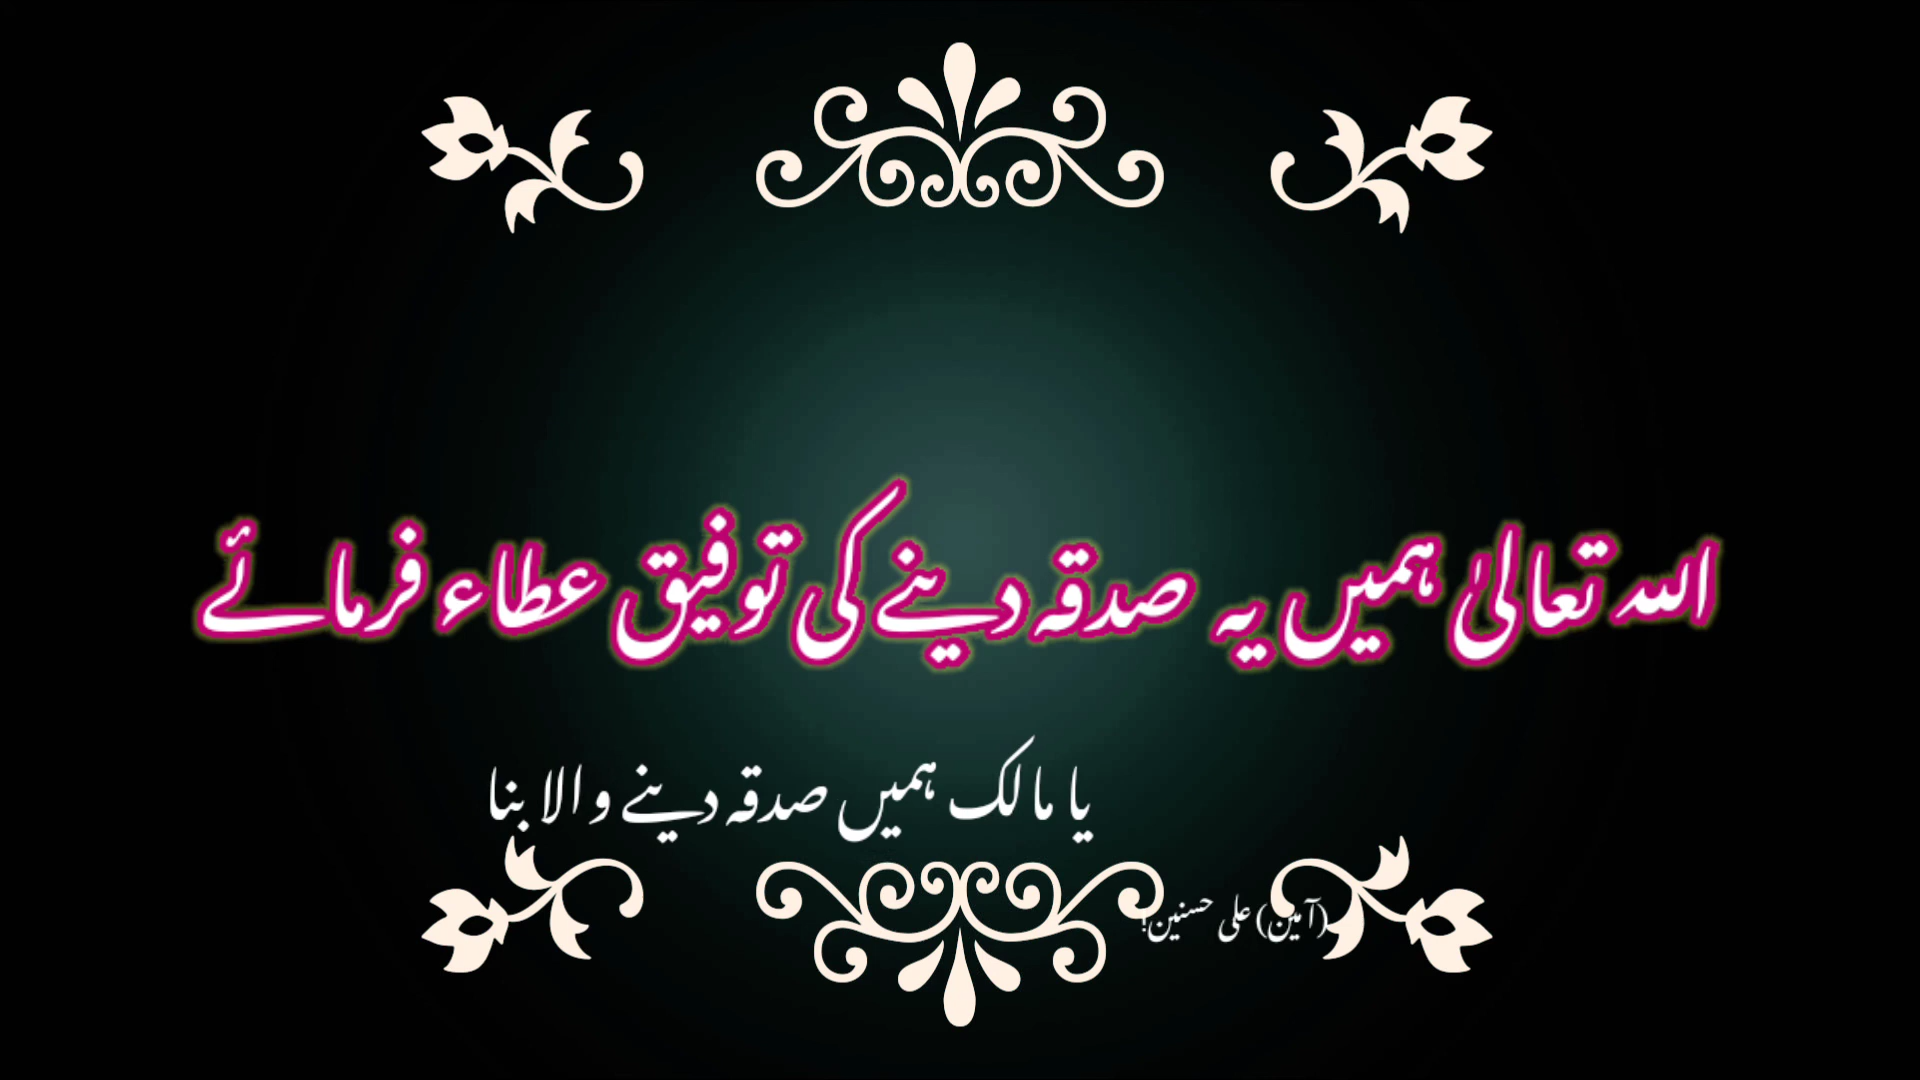 اللہ تعالیٰ ہمیں یہ صدقہ دینے کی توفیق عطاء فرمائے
یا مالک ہمیں صدقہ دینے والا بنا
(آمین) علی حسنین!